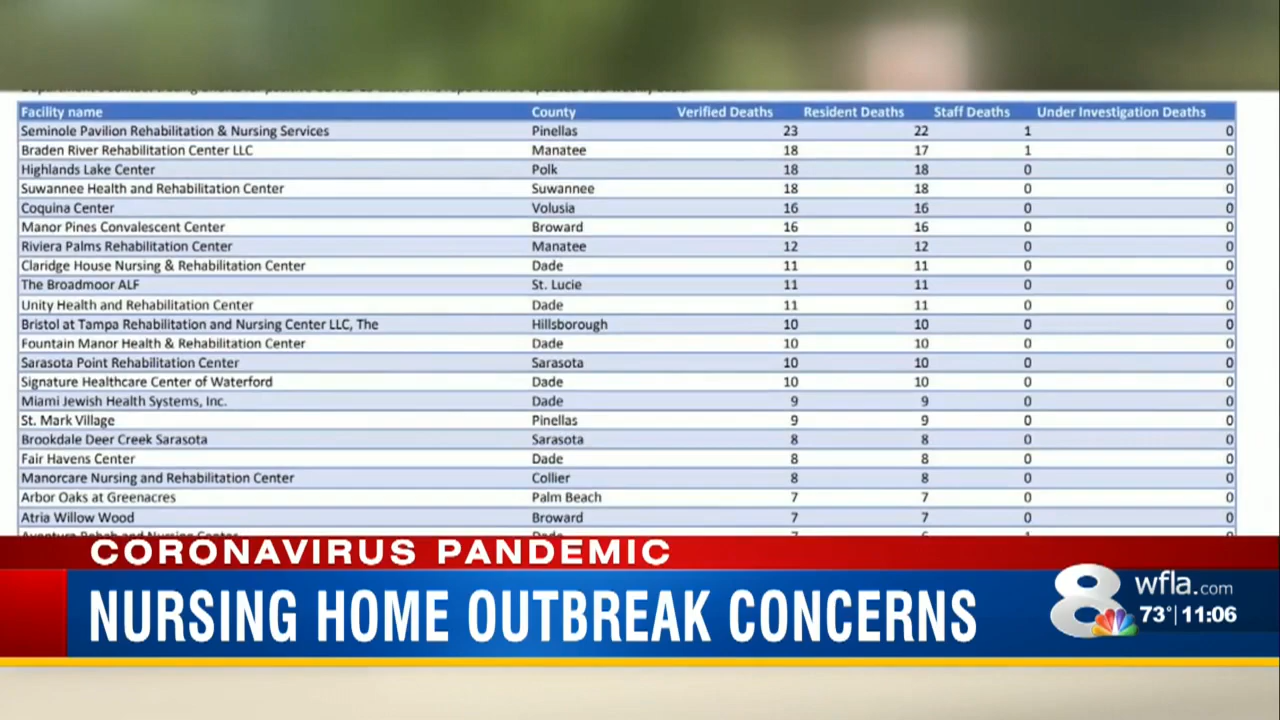 Facility name County Verified Deaths Resident Deaths Staff Deaths Under Investigation Deaths
Seminole Pavilion Rehabilitation & Nursing Services Pinellas 23 22 1 0
Braden River Rehabilitation Center LLC Manatee 18 17 1 0
Highlands Lake Center Polk 18 18 0 0
Suwannee Health and Rehabilitation Center Suwannee 18 18 0 0
Coquina Center Volusia 16 16 0 0
Manor Pines Convalescent Center Broward 16 16 0 0
Riviera Palms Rehabilitation Center Manatee 12 12 0 0
Claridge House Nursing & Rehabilitation Center Dade 11 11 0 0
The Broadmoor ALF St. Lucie 11 11 0 0
Unity Health and Rehabilitation Center Dade 11 11 0 0
Bristol at Tampa Rehabilitation and Nursing Center LLC, The Hillsborough 10 10 0 0
Fountain Manor Health & Rehabilitation Center Dade 10 10 0 0
Sarasota Point Rehabilitation Center Sarasota 10 10 0 0
Signature Healthcare Center of Waterford Dade 10 10 0 0
Miami Jewish Health Systems, Inc. Dade 9 9 0 0
St. Mark Village Pinellas 9 9 0 0
Brookdale Deer Creek Sarasota Sarasota 8 8 0 0
Fair Havens Center Dade 8 8 0 0
Manorcare Nursing and Rehabilitation Center Collier 8 8 0 0
Arbor Oaks at Greenacres Palm Beach 7 7 0 0
Atria Willow Wood Broward 7 7 0 0
CORONAVIRUS PANDEMIC
NURSING HOME OUTBREAK CONCERNS
8 wfla.com
73° 11:06